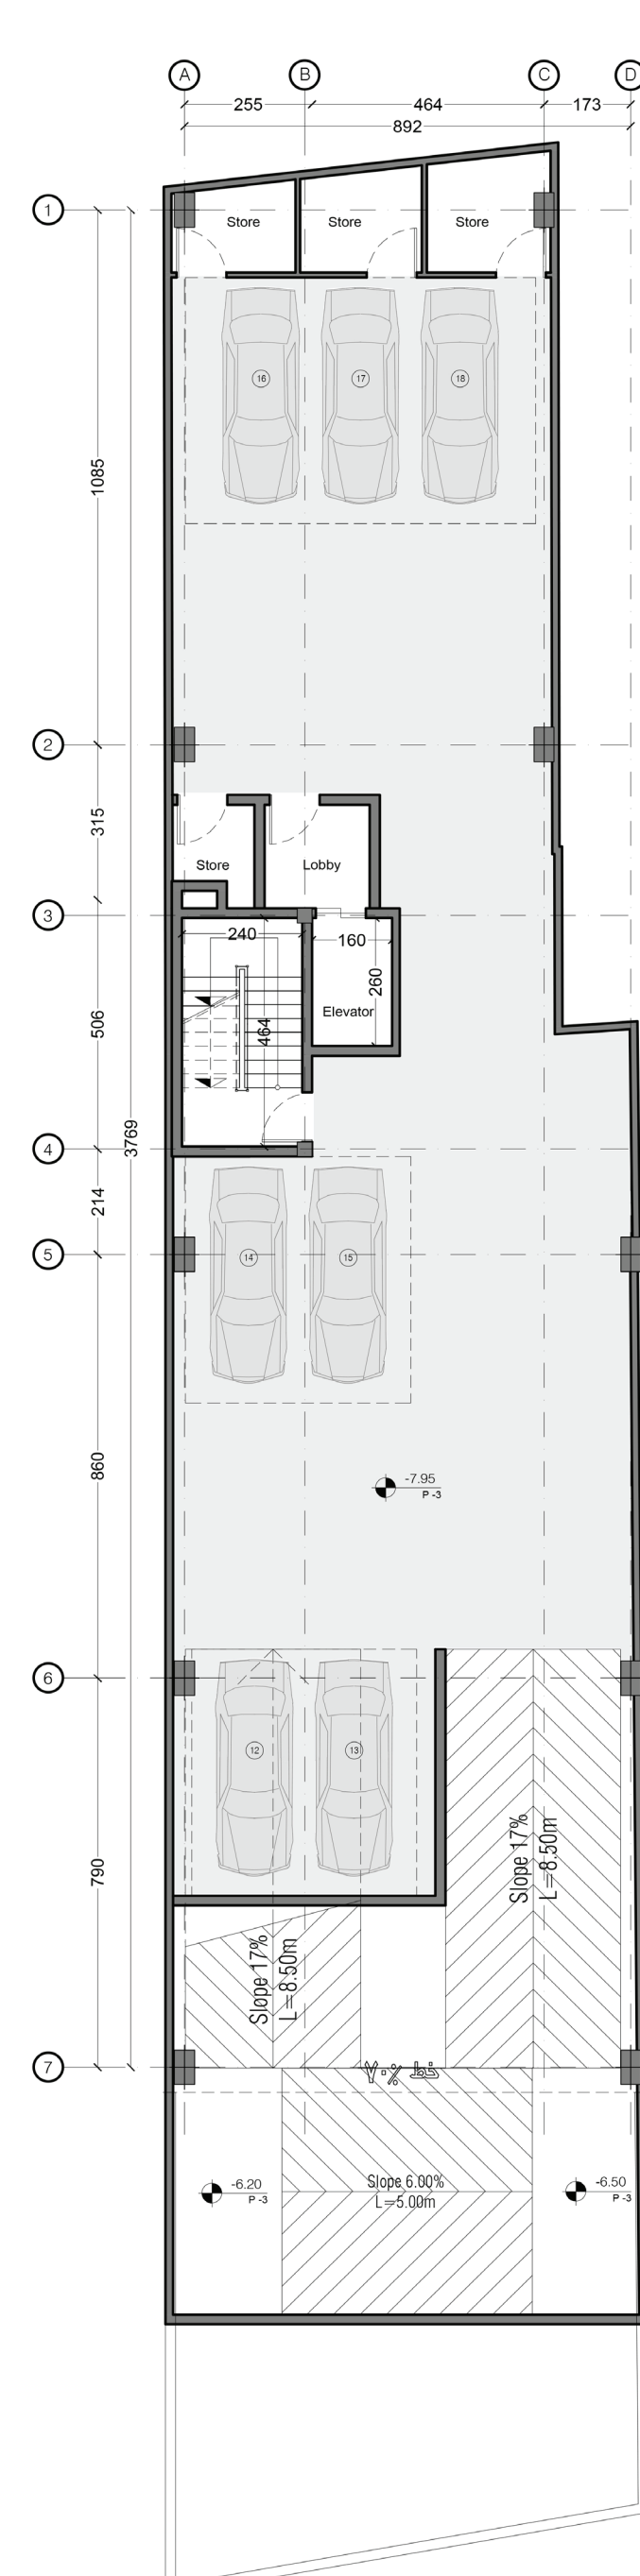 A B C D
255 464 173
892
1
Store Store Store
16 17 18
1085
2
315
Store Lobby
3
240 160
260
506
Elevator
464
3769
4
214
5
14 15
860
-7.95
P -3
6
12 13
Slope 17%
L=8.50m
790
Slope 17%
L=8.50m
7
خط ۷۰٪
-6.20
P -3
Slope 6.00%
L=5.00m
-6.50
P -3